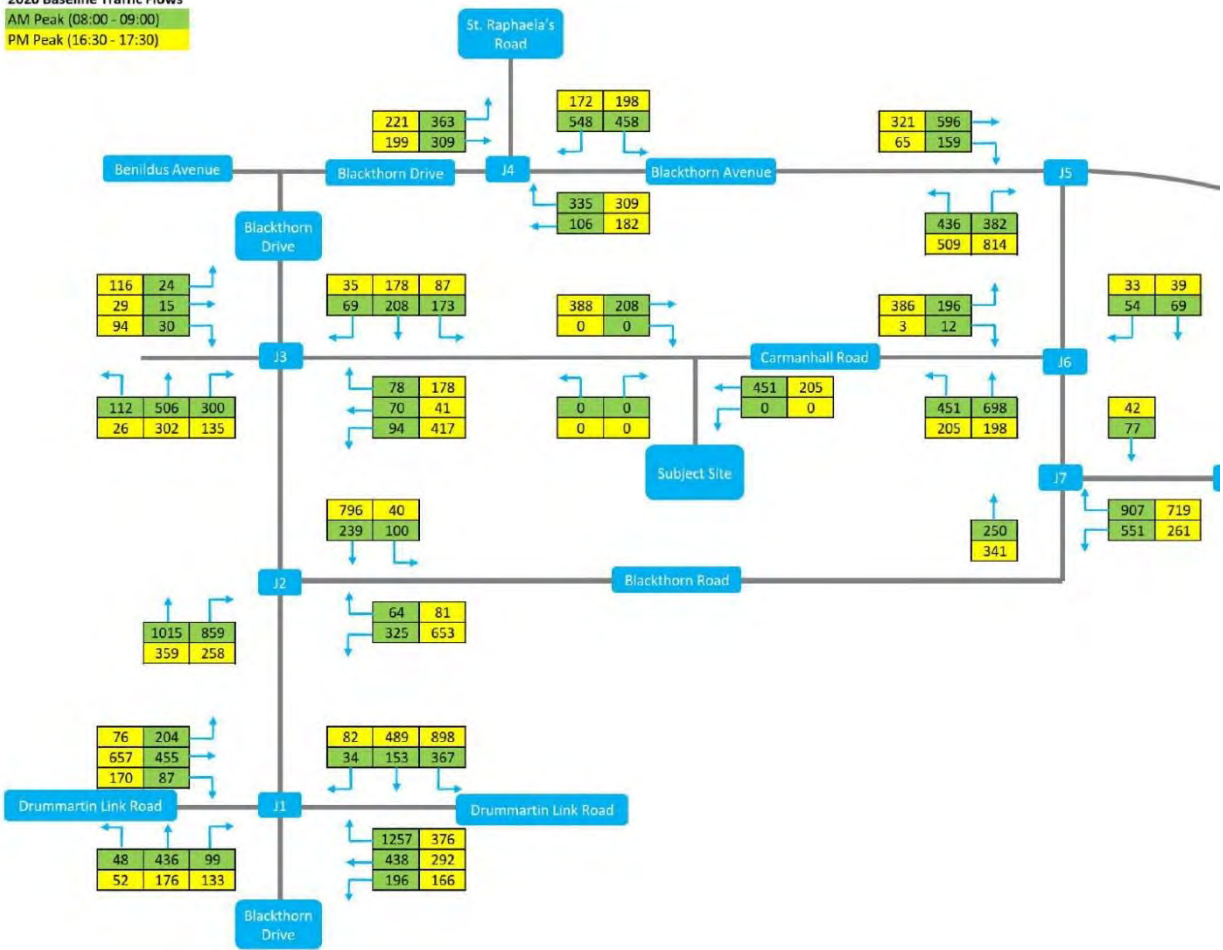 2020 Baseline Traffic Flows
AM Peak (08:00 - 09:00)
PM Peak (16:30 - 17:30)
St. Raphaela's
Road
172 198
548 458
221 363
199 309
321 596
65 159
Benildus Avenue
Blackthorn Drive
J4
Blackthorn Avenue
J5
335 309
106 182
436 382
509 814
Blackthorn
Drive
116 24
29 15
94 30
35 178 87
69 208 173
388 208
0 0
386 196
3 12
33 39
54 69
J3
Carmanhall Road
J6
112 506 300
26 302 135
78 178
70 41
94 417
0 0
0 0
451 205
0 0
451 698
205 198
42
77
Subject Site
J7
796 40
239 100
250
341
907 719
551 261
J2
Blackthorn Road
1015 859
359 258
64 81
325 653
76 204
657 455
170 87
82 489 898
34 153 367
Drummartin Link Road
J1
Drummartin Link Road
48 436 99
52 176 133
1257 376
438 292
196 166
Blackthorn
Drive